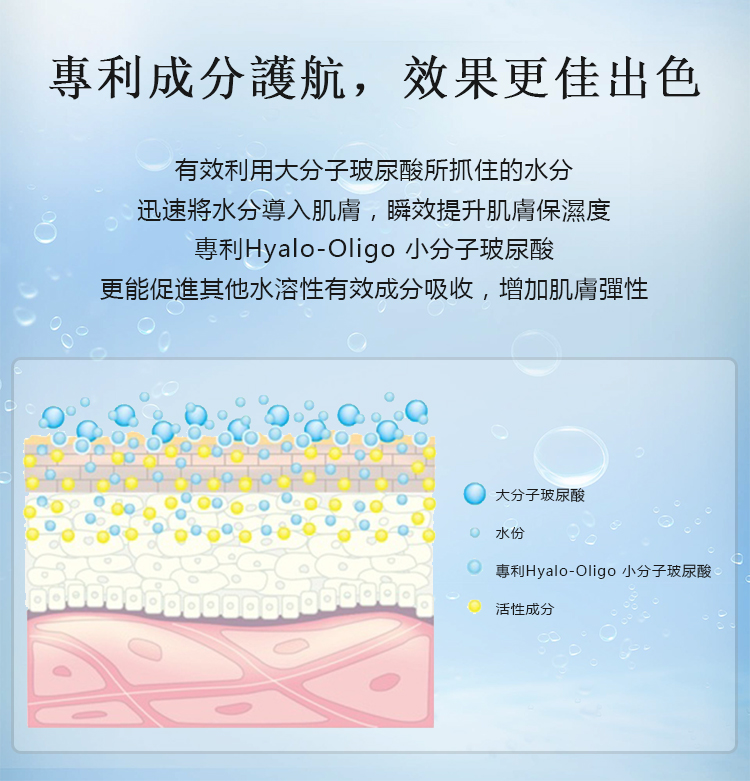 專利成分護航，效果更佳出色
有效利用大分子玻尿酸所抓住的水分
迅速將水分導入肌膚，瞬效提升肌膚保濕度
專利Hyalo-Oligo 小分子玻尿酸
更能促進其他水溶性有效成分吸收，增加肌膚彈性
大分子玻尿酸
水份
專利Hyalo-Oligo 小分子玻尿酸
活性成分